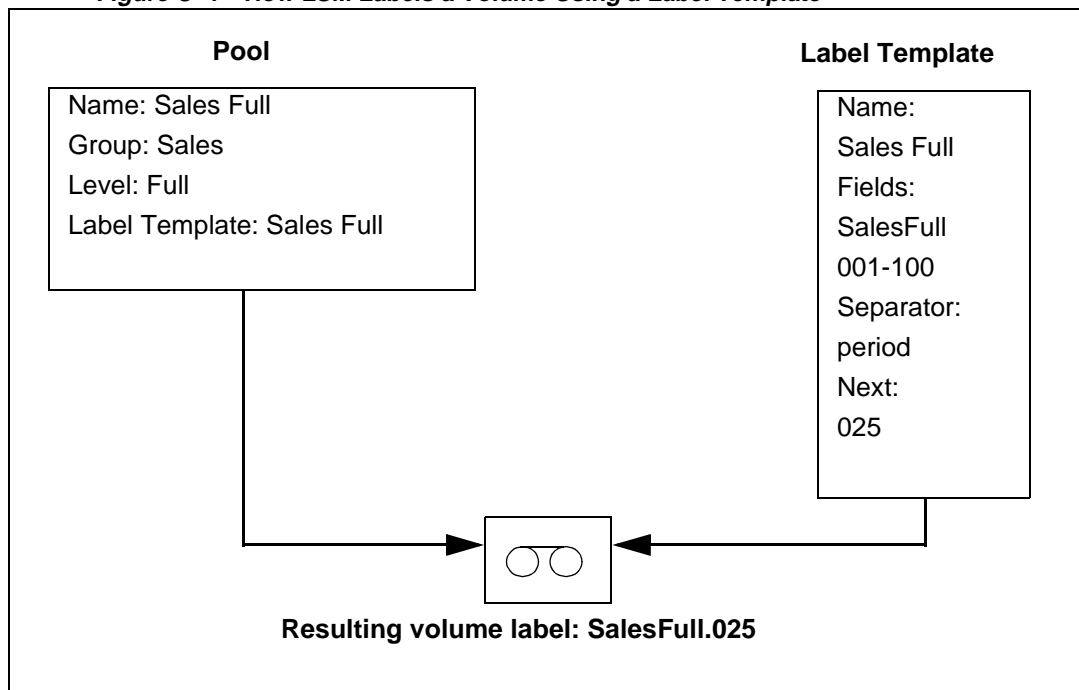 Pool
Name: Sales Full
Group: Sales
Level: Full
Label Template: Sales Full
Label Template
Name:
Sales Full
Fields:
SalesFull
001-100
Separator:
period
Next:
025
Resulting volume label: SalesFull.025